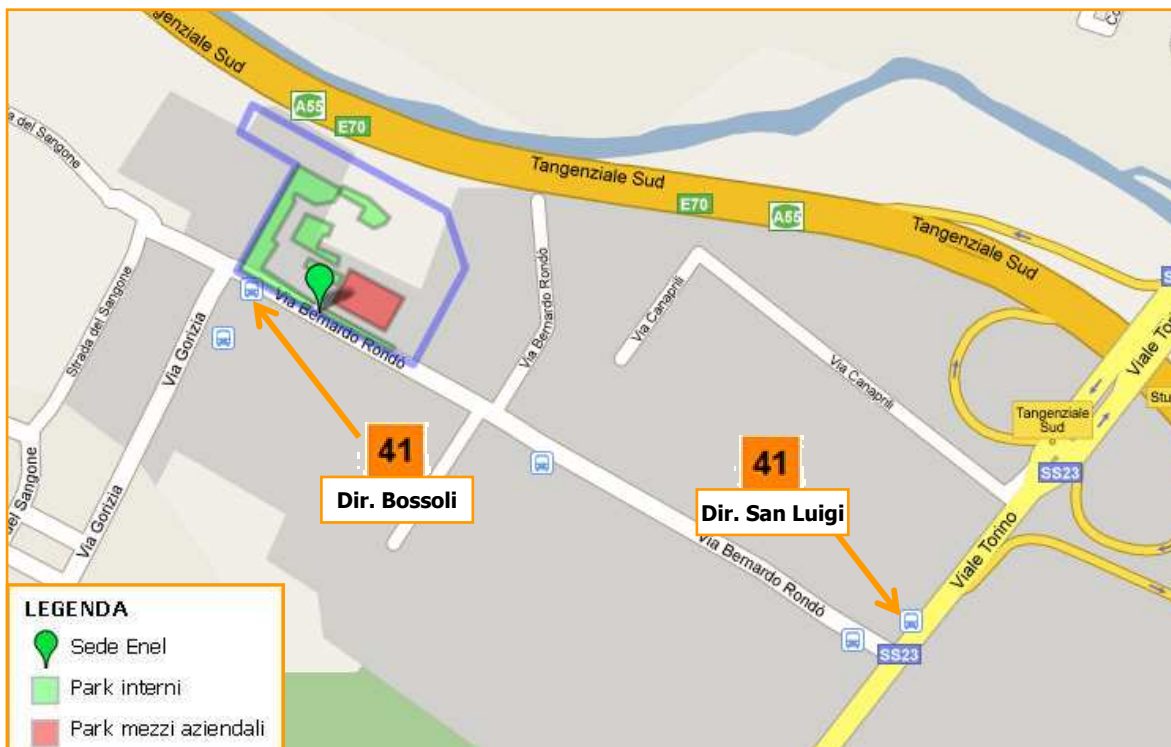 Tangenziale Sud
A55
E70
Tangenziale Sud
E70
A55
Tangenziale Sud
a del Sangone
Strada del Sangone
del Sangone
Via Gorizia
Via Gorizia
Via Bernardo Rondò
Via Bernardo Rondò
Via Canaprili
Via Canaprili
Viale Tor
Stu
Tangenziale
Sud
SS23
41
Dir. Bossoli
41
Dir. San Luigi
Via Bernardo Rondò
Viale Torino
SS23
LEGENDA
Sede Enel
Park interni
Park mezzi aziendali